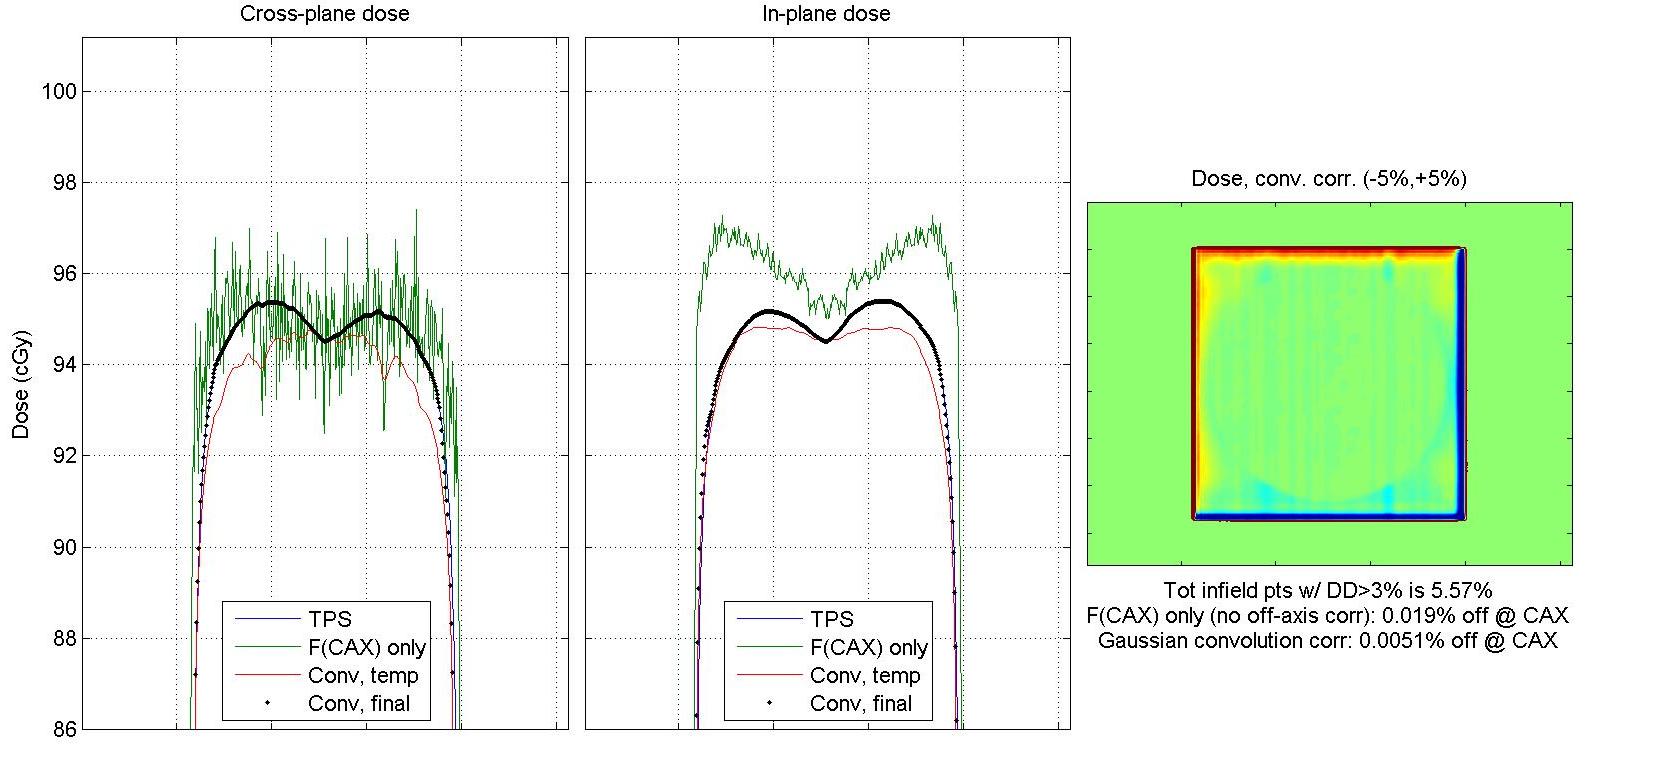 Cross-plane dose
In-plane dose
Dose, conv. corr. (-5%,+5%)
Dose (cGy)
100
98
96
94
92
90
88
86
TPS
F(CAX) only
Conv, temp
Conv, final
TPS
F(CAX) only
Conv, temp
Conv, final
Tot infield pts w/ DD>3% is 5.57%
F(CAX) only (no off-axis corr): 0.019% off @ CAX
Gaussian convolution corr: 0.0051% off @ CAX